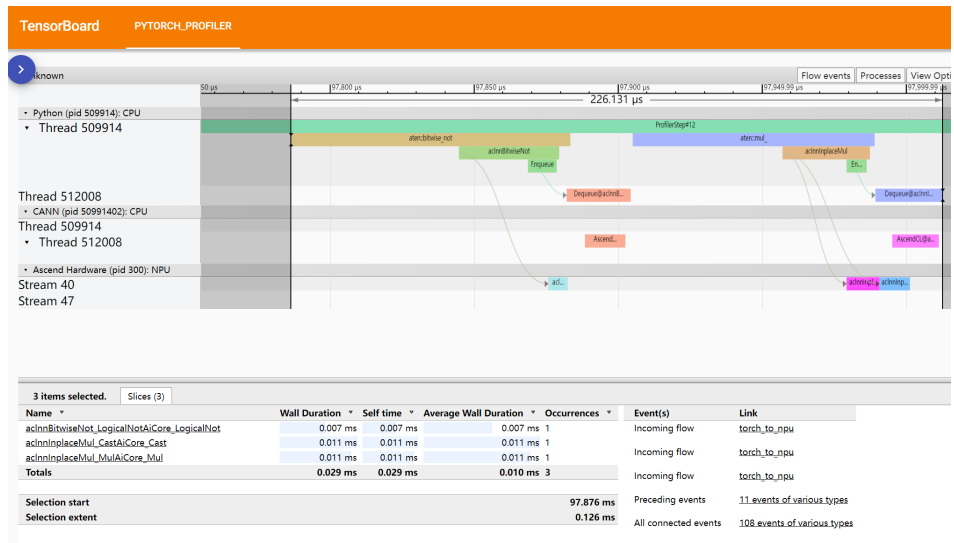 TensorBoard PYTORCH_PROFILER
nknown Flow events Processes View Opti
50 µs 97,800 µs 97,850 µs 97,900 µs 97,949.99 µs 97,999.99 µs
226.131 µs
Python (pid 509914): CPU
Thread 509914 ProfilerStep#12
aten::bitwise_not aten::mul_
aclnnBitwiseNot aclnnInplaceMul
Enqueue En...
Thread 512008 Dequeue@aclnnB... Dequeue@aclnnI...
CANN (pid 50991402): CPU
Thread 509914
Thread 512008 Ascend... AscendCL@a...
Ascend Hardware (pid 300): NPU
Stream 40 acl... aclnnInpl... aclnnInp...
Stream 47
3 items selected. Slices (3)
Name Wall Duration Self time Average Wall Duration Occurrences Event(s) Link
aclnnBitwiseNot_LogicalNotAiCore_LogicalNot 0.007 ms 0.007 ms 0.007 ms 1 Incoming flow torch_to_npu
aclnnInplaceMul_CastAiCore_Cast 0.011 ms 0.011 ms 0.011 ms 1 Incoming flow torch_to_npu
aclnnInplaceMul_MulAiCore_Mul 0.011 ms 0.011 ms 0.011 ms 1
Totals 0.029 ms 0.029 ms 0.010 ms 3 Incoming flow torch_to_npu
Selection start 97.876 ms Preceding events 11 events of various types
Selection extent 0.126 ms All connected events 108 events of various types